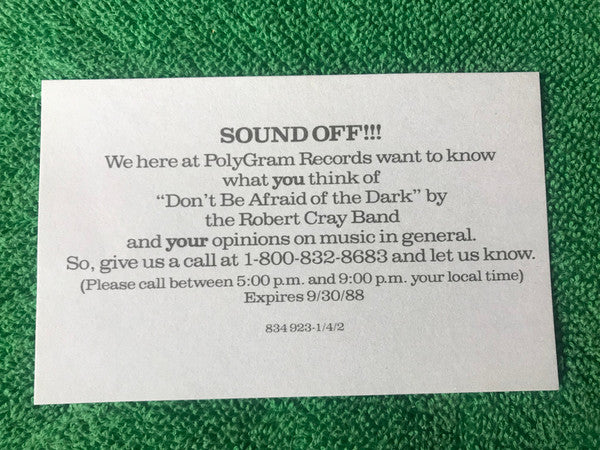 SOUND OFF!!!
We here at PolyGram Records want to know
what you think of
“Don’t Be Afraid of the Dark” by
the Robert Cray Band
and your opinions on music in general.
So, give us a call at 1-800-832-8683 and let us know.
(Please call between 5:00 p.m. and 9:00 p.m. your local time)
Expires 9/30/88
834 923-1/4/2